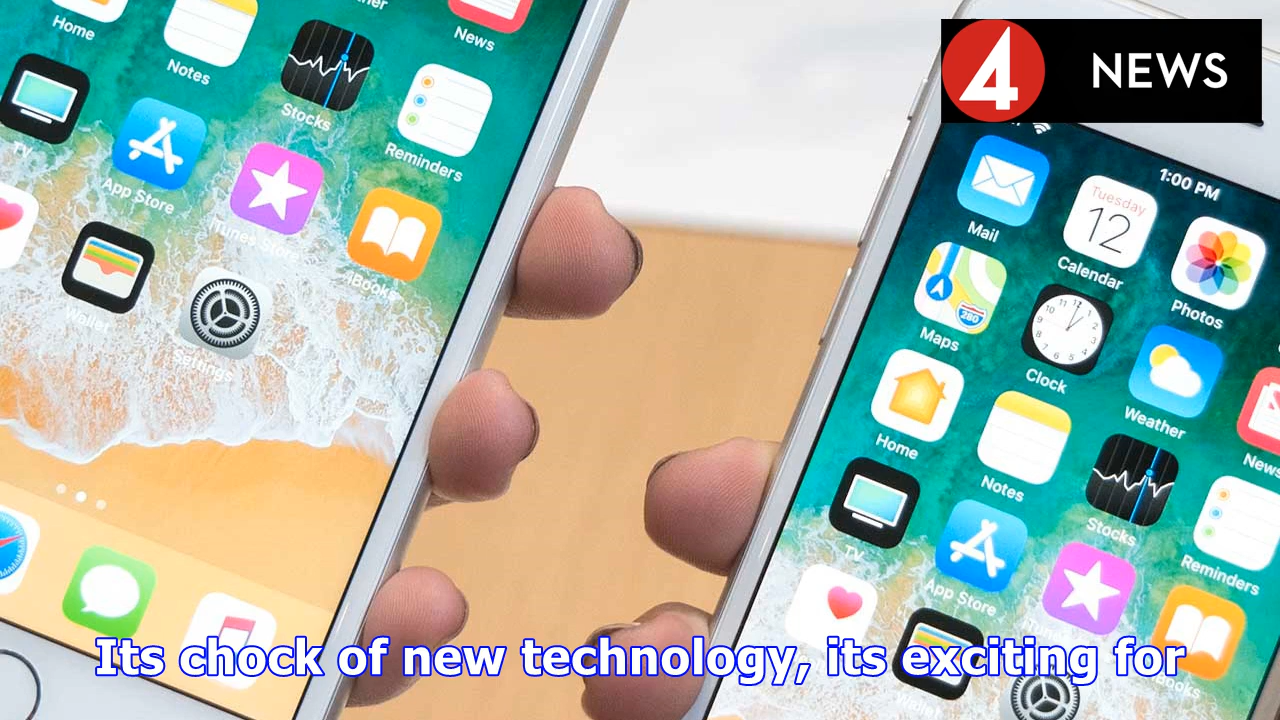 Home
Notes
Stocks
News
Reminders
TV
App Store
iTunes Store
iBooks
Wallet
Settings
4 NEWS
1:00 PM
Mail
Tuesday
12
Calendar
Photos
Maps
280
Clock
Weather
Home
Notes
Stocks
News
Reminders
TV
App Store
Wallet
Its chock of new technology, its exciting for